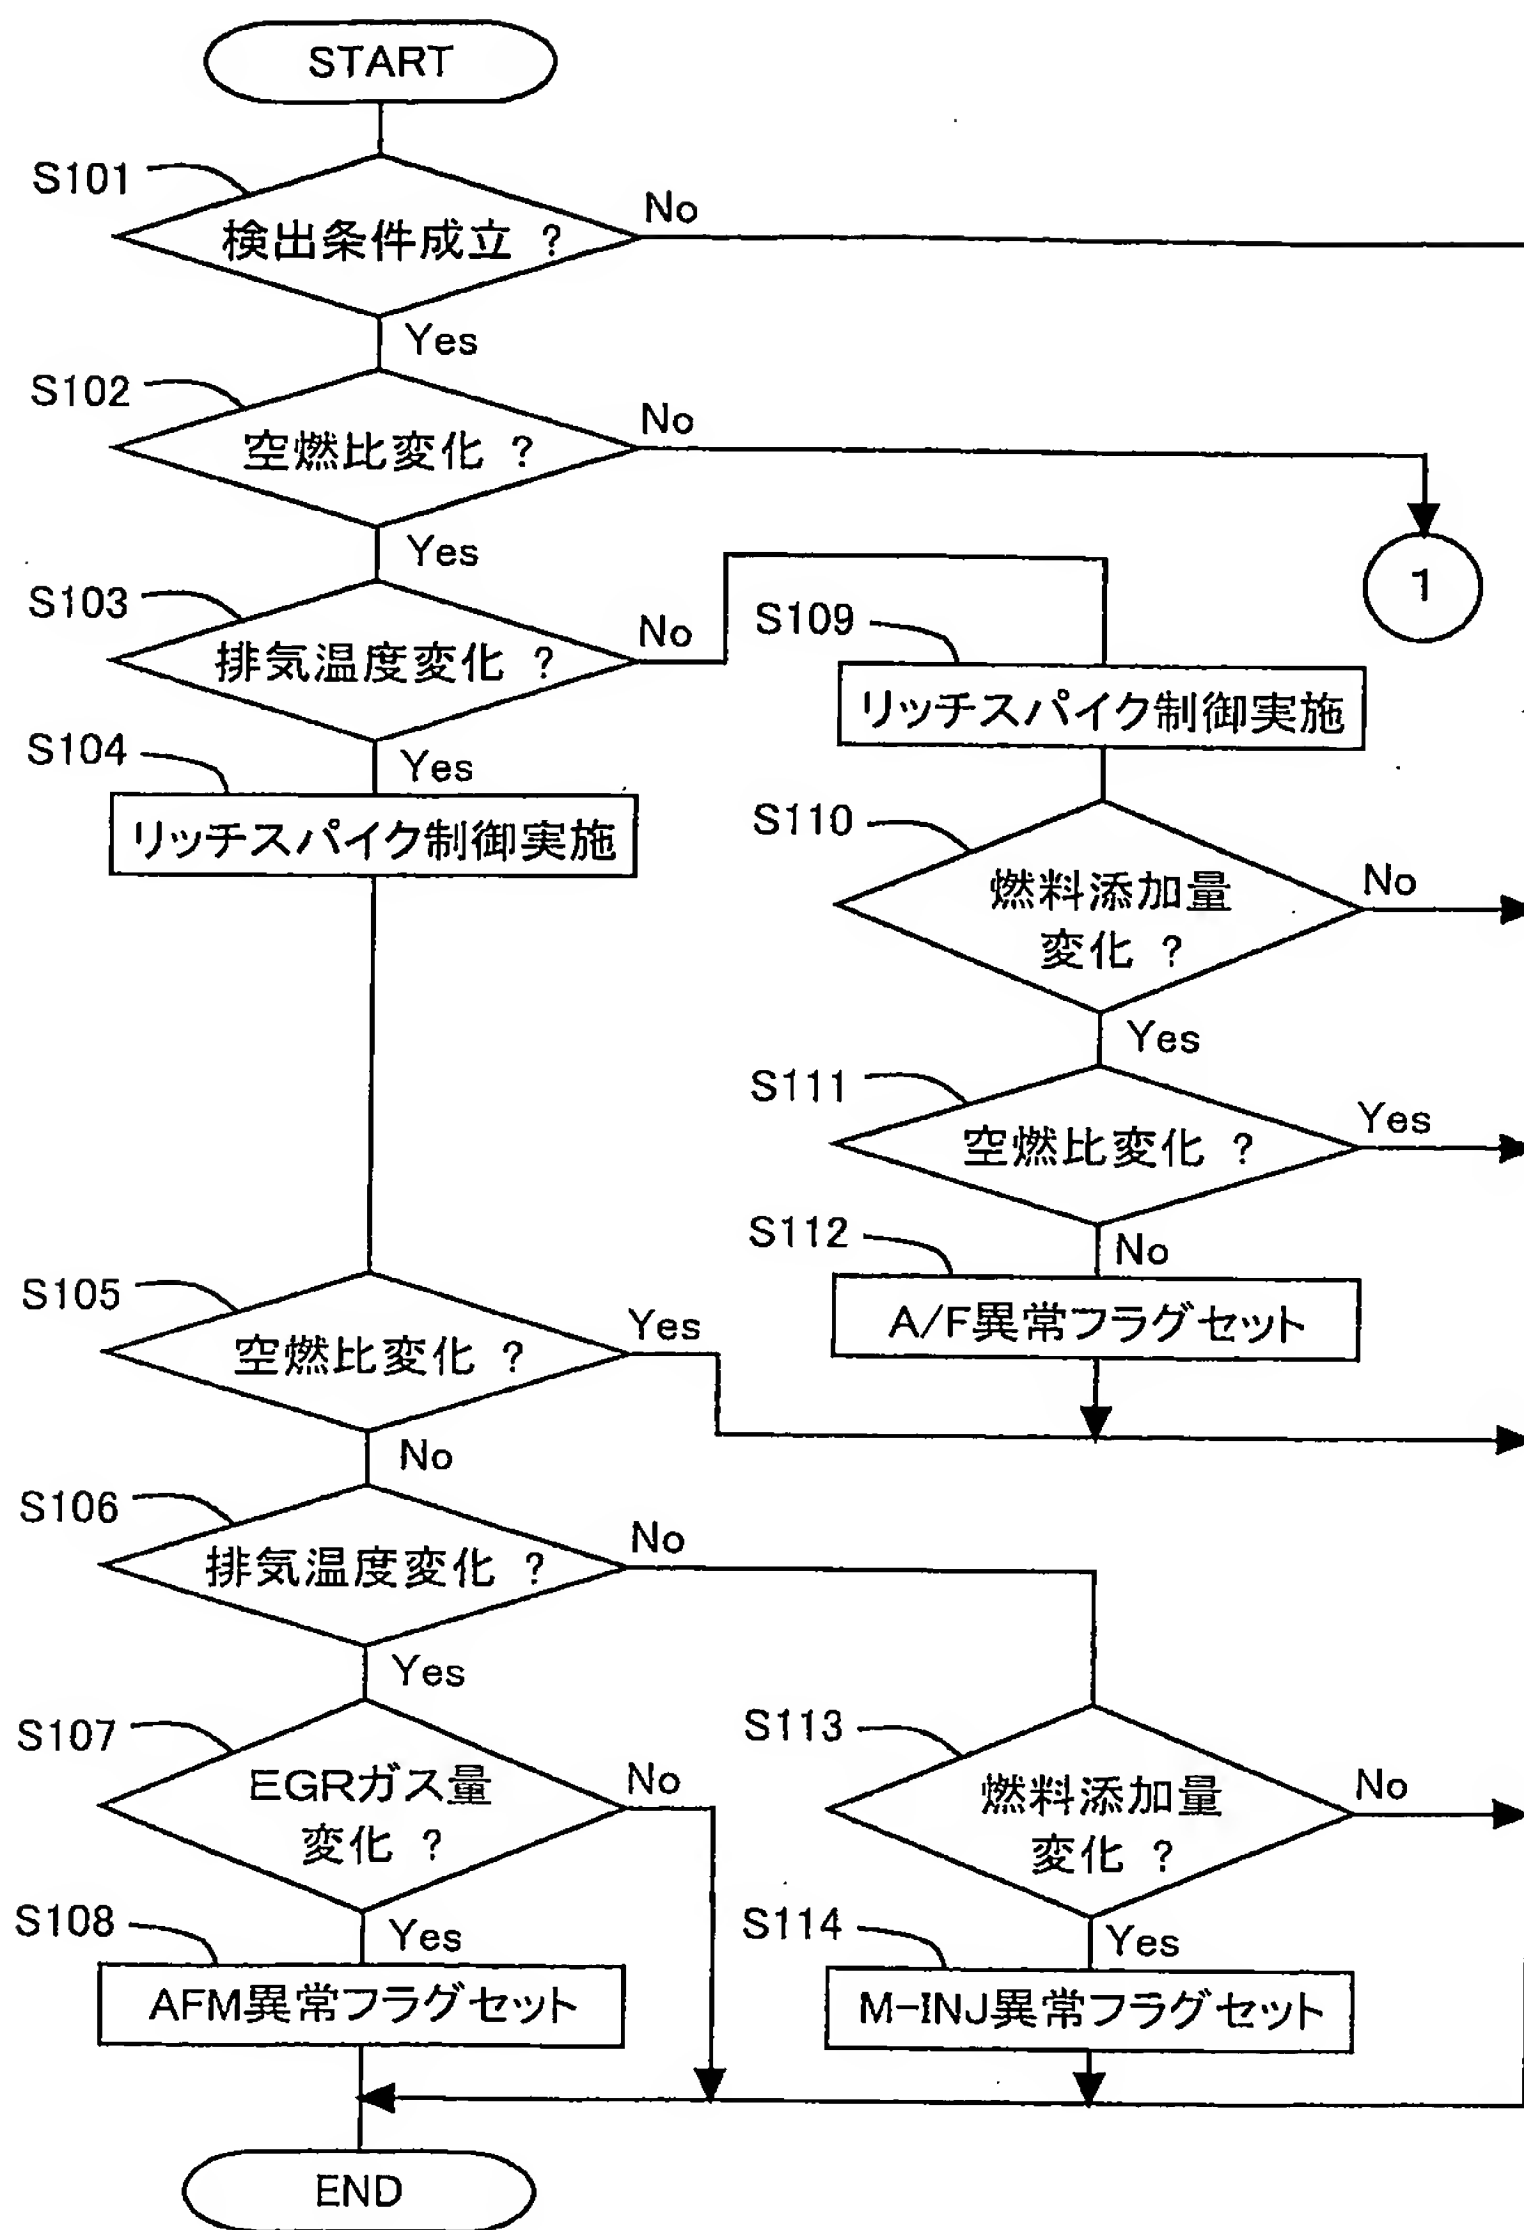 START
S101
検出条件成立 ?
No
Yes
S102
空燃比変化 ?
No
1
Yes
S103
排気温度変化 ?
No
Yes
S104
リッチスパイク制御実施
S109
リッチスパイク制御実施
S110
燃料添加量
変化 ?
No
Yes
S111
空燃比変化 ?
Yes
No
S112
A/F異常フラグセット
S105
空燃比変化 ?
Yes
No
S106
排気温度変化 ?
No
Yes
S107
EGRガス量
変化 ?
No
Yes
S108
AFM異常フラグセット
S113
燃料添加量
変化 ?
No
Yes
S114
M-INJ異常フラグセット
END